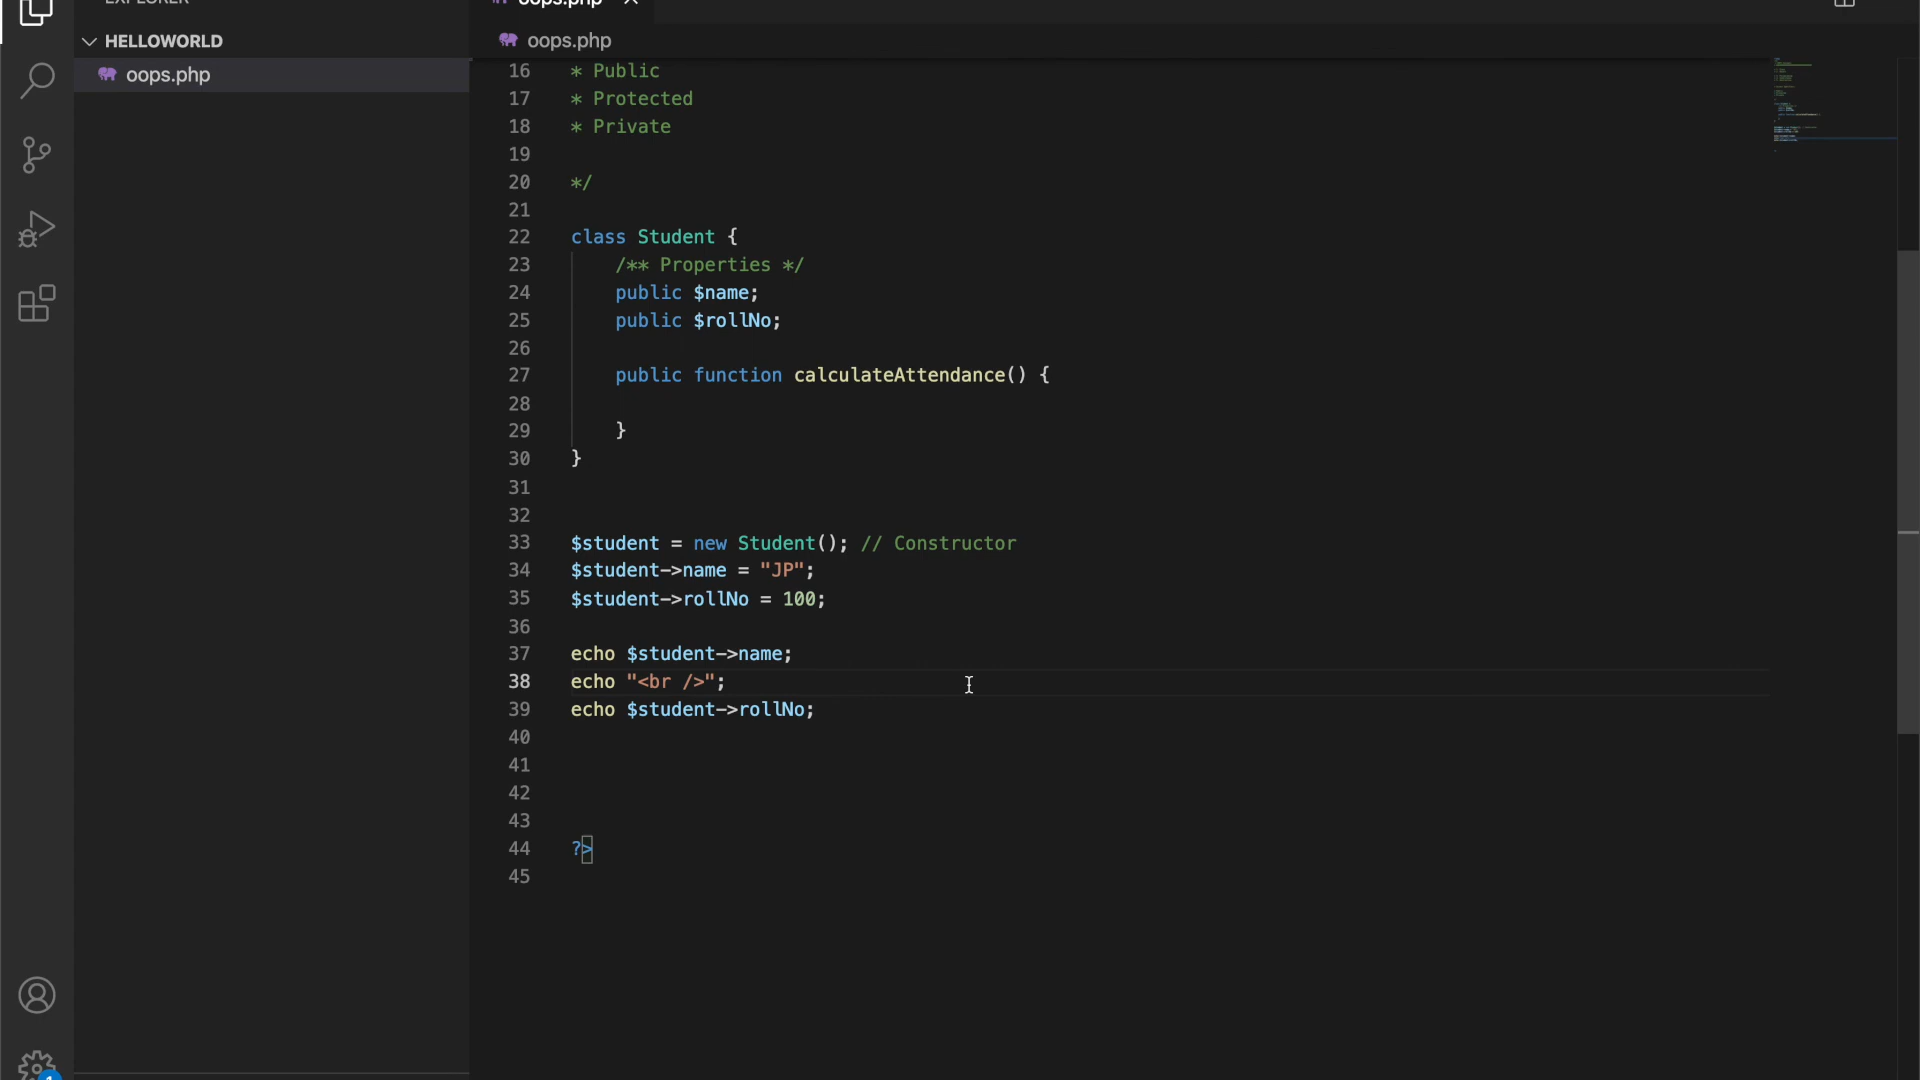 EXPLORER
oops.php
HELLOWORLD
oops.php
oops.php
16 * Public
17 * Protected
18 * Private
19
20 */
21
22 class Student {
23 /** Properties */
24 public $name;
25 public $rollNo;
26
27 public function calculateAttendance() {
28
29 }
30 }
31
32
33 $student = new Student(); // Constructor
34 $student->name = "JP";
35 $student->rollNo = 100;
36
37 echo $student->name;
38 echo "<br />";
39 echo $student->rollNo;
40
41
42
43
44 ?>
45